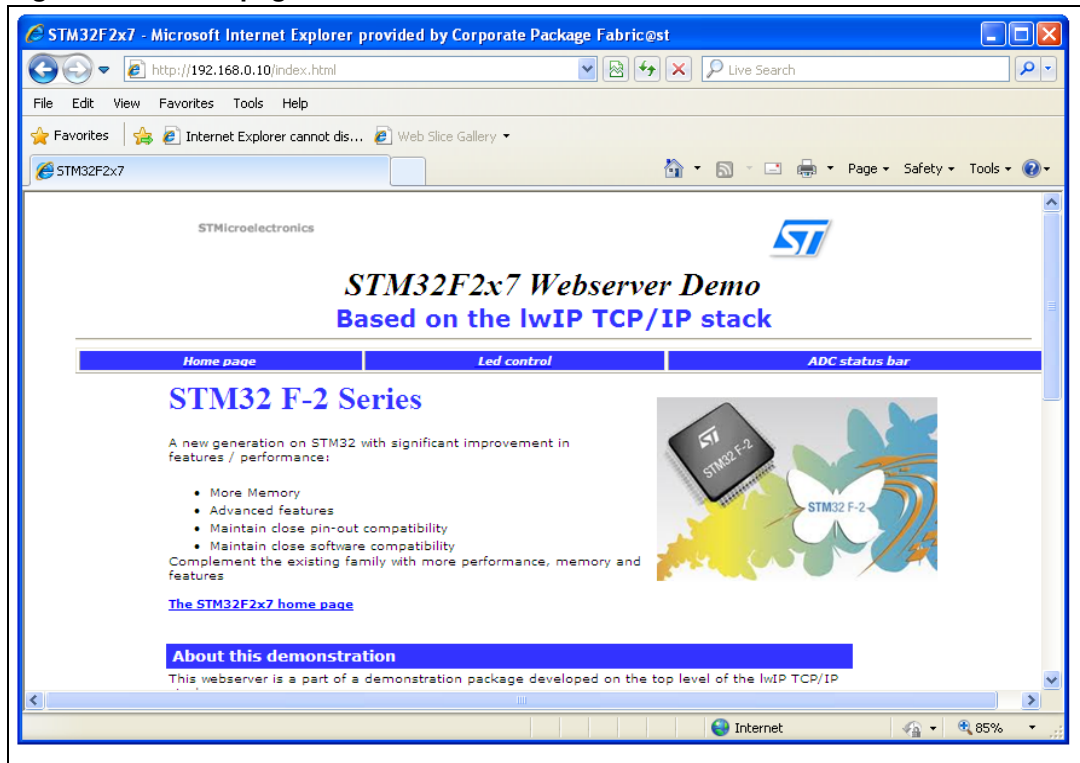 STM32F2x7 - Microsoft Internet Explorer provided by Corporate Package Fabric@st
http://192.168.0.10/index.html
Live Search
File Edit View Favorites Tools Help
Favorites Internet Explorer cannot dis... Web Slice Gallery
STM32F2x7
Page Safety Tools
STMicroelectronics
ST
STM32F2x7 Webserver Demo
Based on the lwIP TCP/IP stack
Home page Led control ADC status bar
STM32 F-2 Series
A new generation on STM32 with significant improvement in
features / performance:
• More Memory
• Advanced features
• Maintain close pin-out compatibility
• Maintain close software compatibility
Complement the existing family with more performance, memory and
features
The STM32F2x7 home page
ST
STM32 F-2
STM32 F-2
About this demonstration
This webserver is a part of a demonstration package developed on the top level of the lwIP TCP/IP
Internet 85%